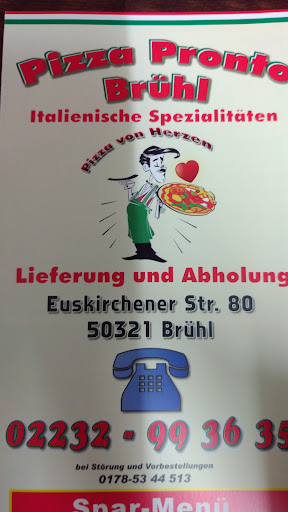 Pizza Pronto
Brühl
Italienische Spezialitäten
Pizza von Herzen
Lieferung und Abholung
Euskirchener Str. 80
50321 Brühl
02232 - 99 36 35
bei Störung und Vorbestellungen
0178-53 44 513
Spar-Menü